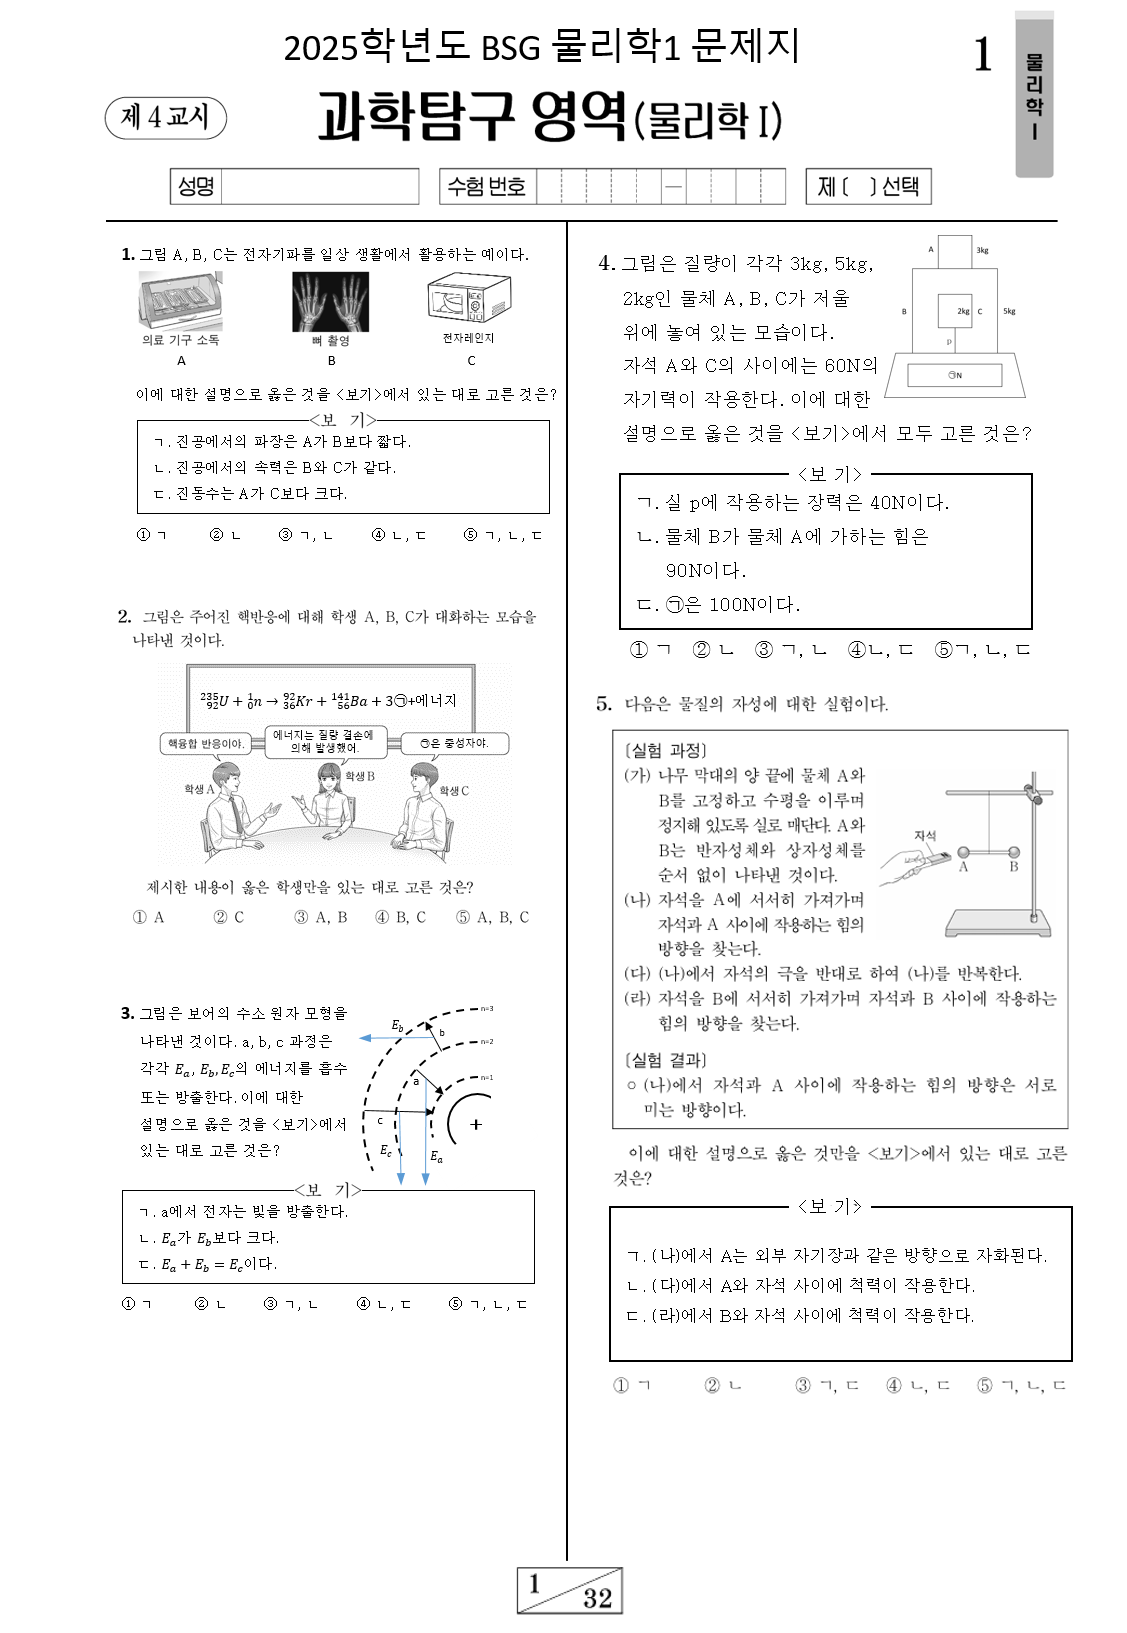 2025학년도 BSG 물리학1 문제지
1
물리학Ⅰ
제 4 교시
과학탐구 영역(물리학 Ⅰ)
성명
수험 번호
—
제 ( ) 선택
1. 그림 A, B, C는 전자기파를 일상 생활에서 활용하는 예이다.
의료 기구 소독
뼈 촬영
전자레인지
A
B
C
이에 대한 설명으로 옳은 것을 <보기>에서 있는 대로 고른 것은?
<보 기>
ㄱ. 진공에서의 파장은 A가 B보다 짧다.
ㄴ. 진공에서의 속력은 B와 C가 같다.
ㄷ. 진동수는 A가 C보다 크다.
① ㄱ ② ㄴ ③ ㄱ, ㄴ ④ ㄴ, ㄷ ⑤ ㄱ, ㄴ, ㄷ
2. 그림은 주어진 핵반응에 대해 학생 A, B, C가 대화하는 모습을
나타낸 것이다.
²³⁵₉₂U + ¹₀n → ⁹²₃₆Kr + ¹⁴¹₅₆Ba + 3㉠+에너지
핵융합 반응이야.
에너지는 질량 결손에
의해 발생했어.
㉠은 중성자야.
학생 A
학생 B
학생 C
제시한 내용이 옳은 학생만을 있는 대로 고른 것은?
① A ② C ③ A, B ④ B, C ⑤ A, B, C
3. 그림은 보어의 수소 원자 모형을
나타낸 것이다. a, b, c 과정은
각각 Eₐ, E_b, E_c의 에너지를 흡수
또는 방출한다. 이에 대한
설명으로 옳은 것을 <보기>에서
있는 대로 고른 것은?
n=3
E_b
b
n=2
a
n=1
c
+
E_c
Eₐ
<보 기>
ㄱ. a에서 전자는 빛을 방출한다.
ㄴ. Eₐ가 E_b보다 크다.
ㄷ. Eₐ + E_b = E_c이다.
① ㄱ ② ㄴ ③ ㄱ, ㄴ ④ ㄴ, ㄷ ⑤ ㄱ, ㄴ, ㄷ
4. 그림은 질량이 각각 3kg, 5kg,
2kg인 물체 A, B, C가 저울
위에 놓여 있는 모습이다.
자석 A와 C의 사이에는 60N의
자기력이 작용한다. 이에 대한
설명으로 옳은 것을 <보기>에서 모두 고른 것은?
A
3kg
B
2kg
C
5kg
p
㉠N
<보 기>
ㄱ. 실 p에 작용하는 장력은 40N이다.
ㄴ. 물체 B가 물체 A에 가하는 힘은
90N이다.
ㄷ. ㉠은 100N이다.
① ㄱ ② ㄴ ③ ㄱ, ㄴ ④ㄴ, ㄷ ⑤ㄱ, ㄴ, ㄷ
5. 다음은 물질의 자성에 대한 실험이다.
[실험 과정]
(가) 나무 막대의 양 끝에 물체 A와
B를 고정하고 수평을 이루며
정지해 있도록 실로 매단다. A와
B는 반자성체와 상자성체를
순서 없이 나타낸 것이다.
(나) 자석을 A에 서서히 가져가며
자석과 A 사이에 작용하는 힘의
방향을 찾는다.
자석
A
B
(다) (나)에서 자석의 극을 반대로 하여 (나)를 반복한다.
(라) 자석을 B에 서서히 가져가며 자석과 B 사이에 작용하는
힘의 방향을 찾는다.
[실험 결과]
○ (나)에서 자석과 A 사이에 작용하는 힘의 방향은 서로
미는 방향이다.
이에 대한 설명으로 옳은 것만을 <보기>에서 있는 대로 고른
것은?
<보 기>
ㄱ. (나)에서 A는 외부 자기장과 같은 방향으로 자화된다.
ㄴ. (다)에서 A와 자석 사이에 척력이 작용한다.
ㄷ. (라)에서 B와 자석 사이에 척력이 작용한다.
① ㄱ ② ㄴ ③ ㄱ, ㄷ ④ ㄴ, ㄷ ⑤ ㄱ, ㄴ, ㄷ
1
32